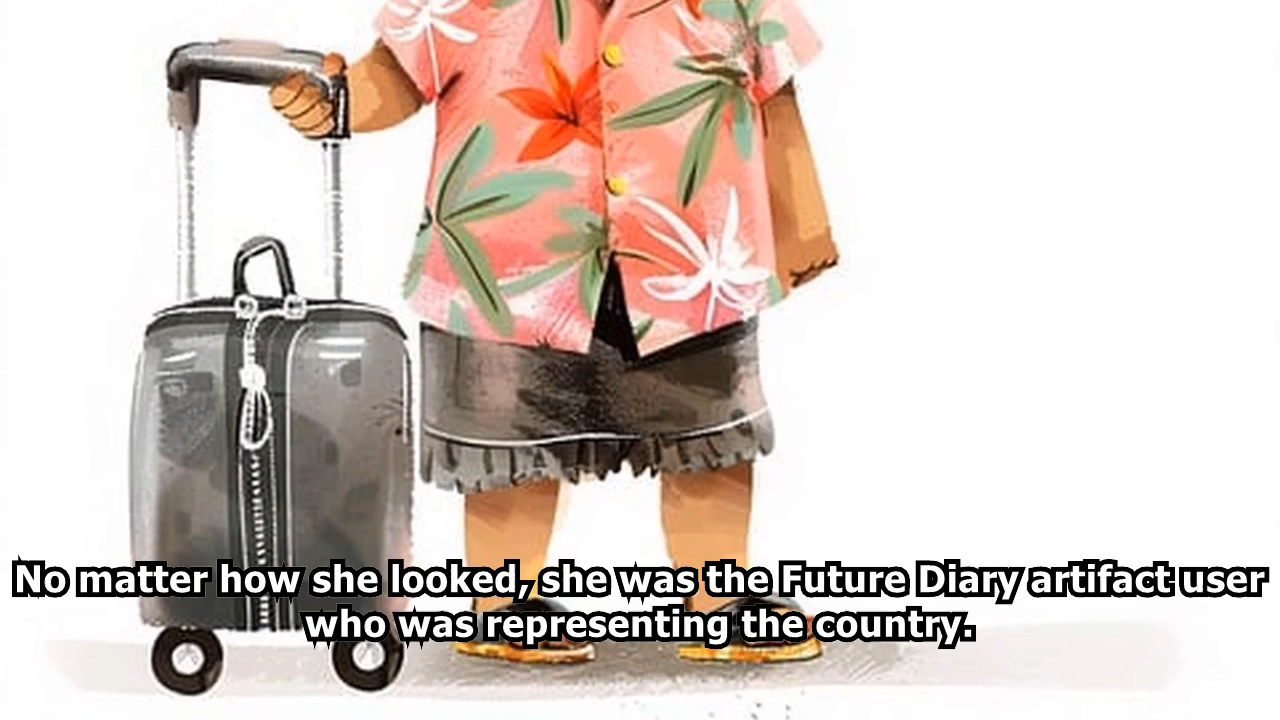 No matter how she looked, she was the Future Diary artifact user
who was representing the country.